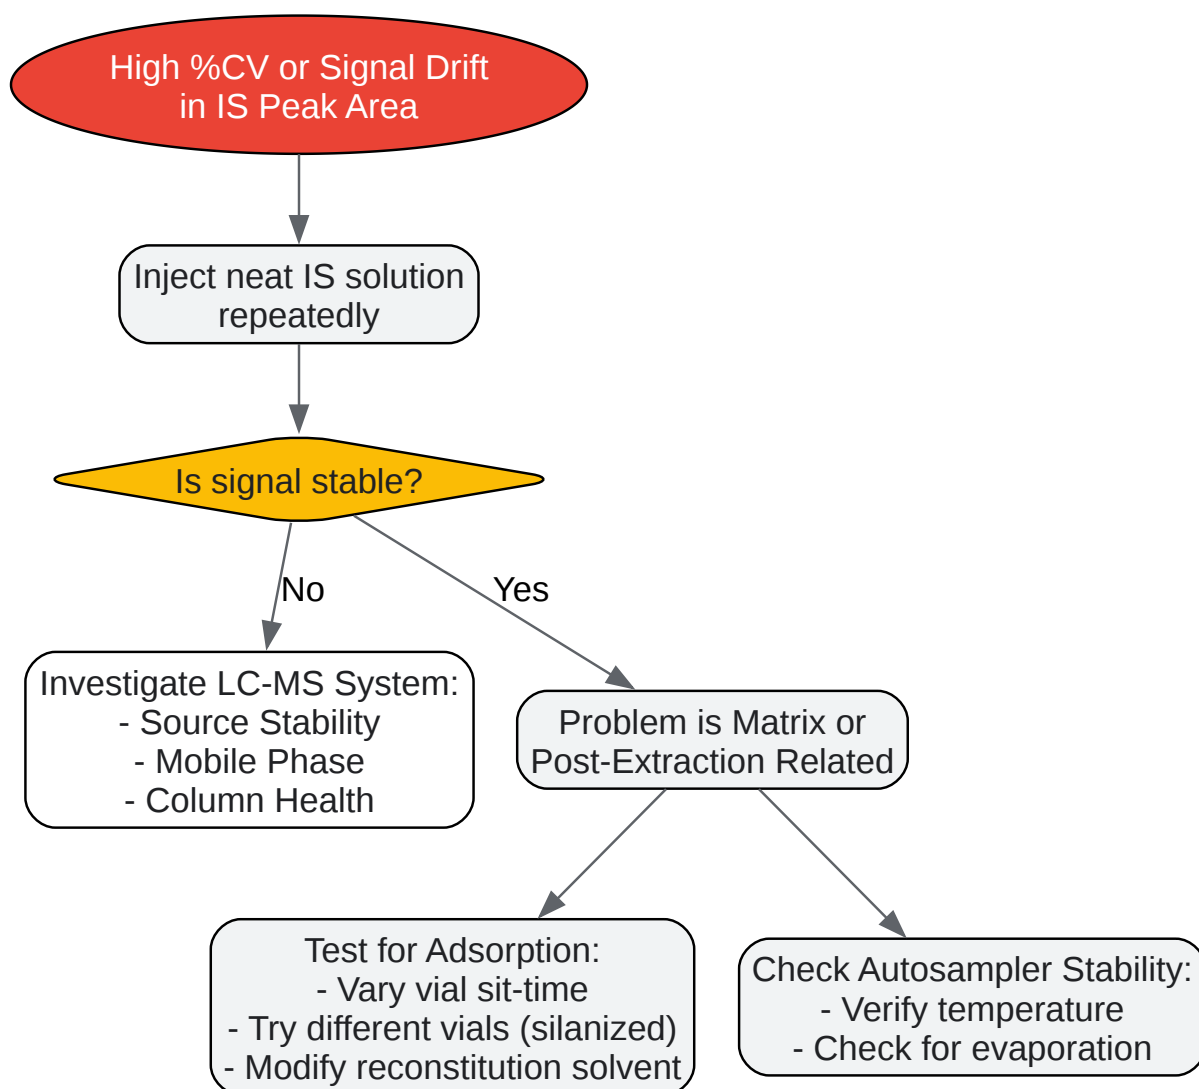 High %CV or Signal Drift
in IS Peak Area
Inject neat IS solution
repeatedly
Is signal stable?
No
Yes
Investigate LC-MS System:
- Source Stability
- Mobile Phase
- Column Health
Problem is Matrix or
Post-Extraction Related
Test for Adsorption:
- Vary vial sit-time
- Try different vials (silanized)
- Modify reconstitution solvent
Check Autosampler Stability:
- Verify temperature
- Check for evaporation